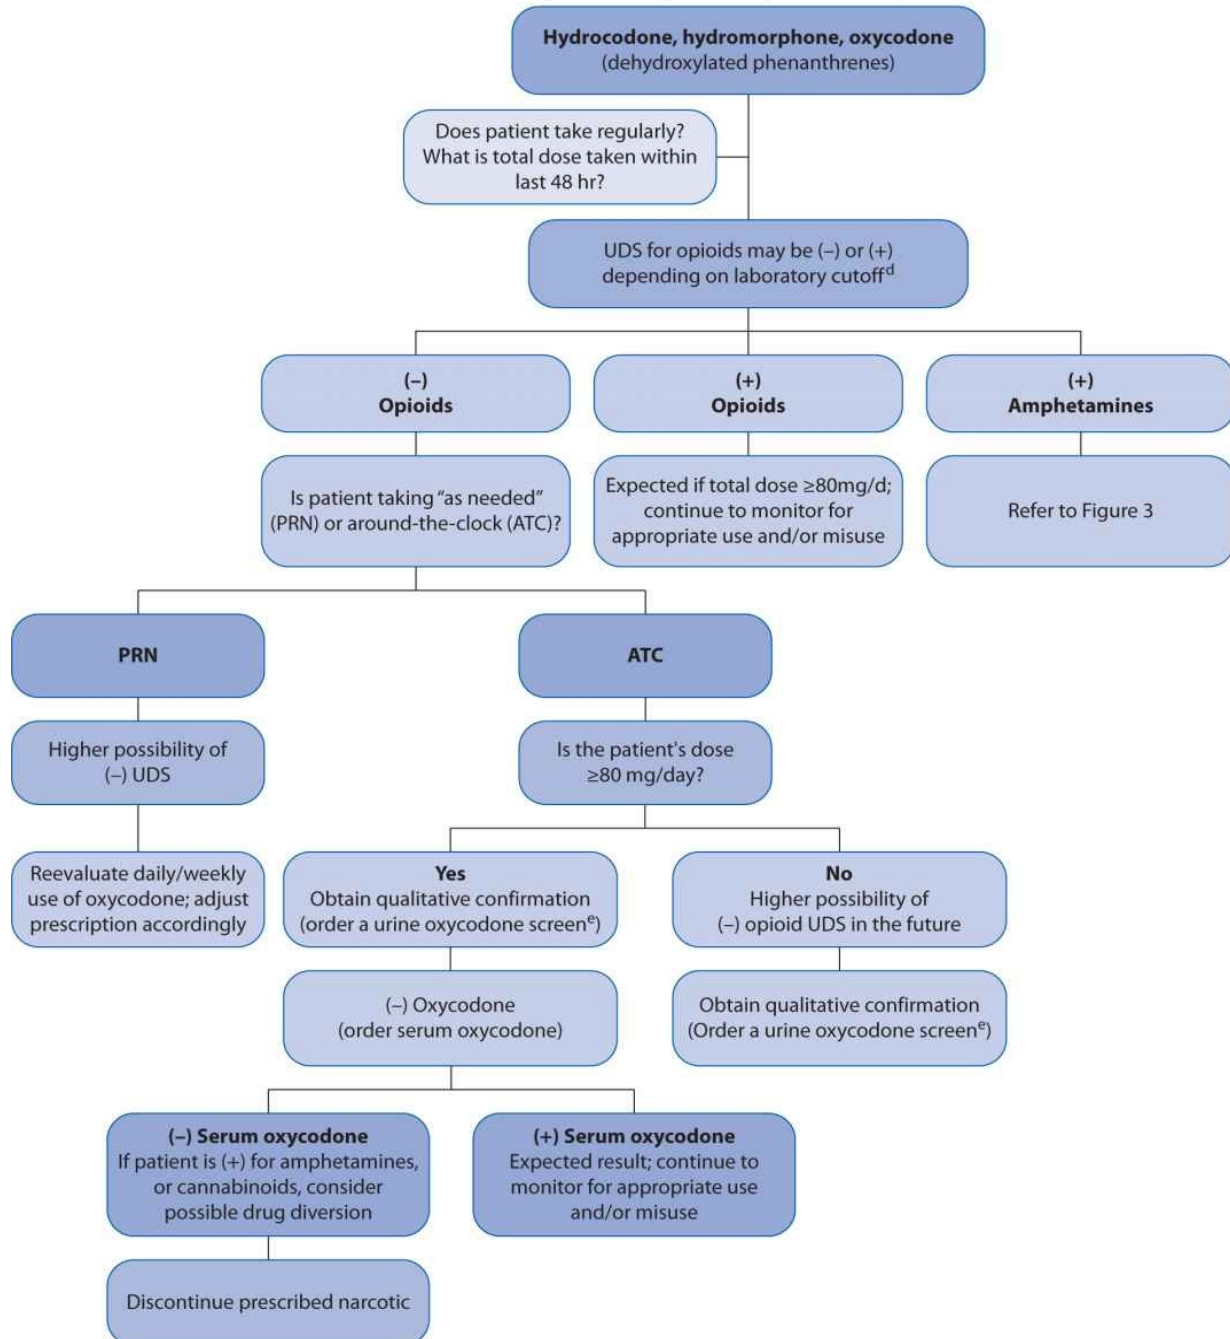 Hydrocodone, hydromorphone, oxycodone
(dehydroxylated phenanthrenes)
Does patient take regularly?
What is total dose taken within
last 48 hr?
UDS for opioids may be (–) or (+)
depending on laboratory cutoffᵈ
(–)
Opioids
(+)
Opioids
(+)
Amphetamines
Is patient taking “as needed”
(PRN) or around-the-clock (ATC)?
Expected if total dose ≥80mg/d;
continue to monitor for
appropriate use and/or misuse
Refer to Figure 3
PRN
ATC
Higher possibility of
(–) UDS
Is the patient's dose
≥80 mg/day?
Reevaluate daily/weekly
use of oxycodone; adjust
prescription accordingly
Yes
Obtain qualitative confirmation
(order a urine oxycodone screenᵉ)
No
Higher possibility of
(–) opioid UDS in the future
(–) Oxycodone
(order serum oxycodone)
Obtain qualitative confirmation
(Order a urine oxycodone screenᵉ)
(–) Serum oxycodone
If patient is (+) for amphetamines,
or cannabinoids, consider
possible drug diversion
(+) Serum oxycodone
Expected result; continue to
monitor for appropriate use
and/or misuse
Discontinue prescribed narcotic